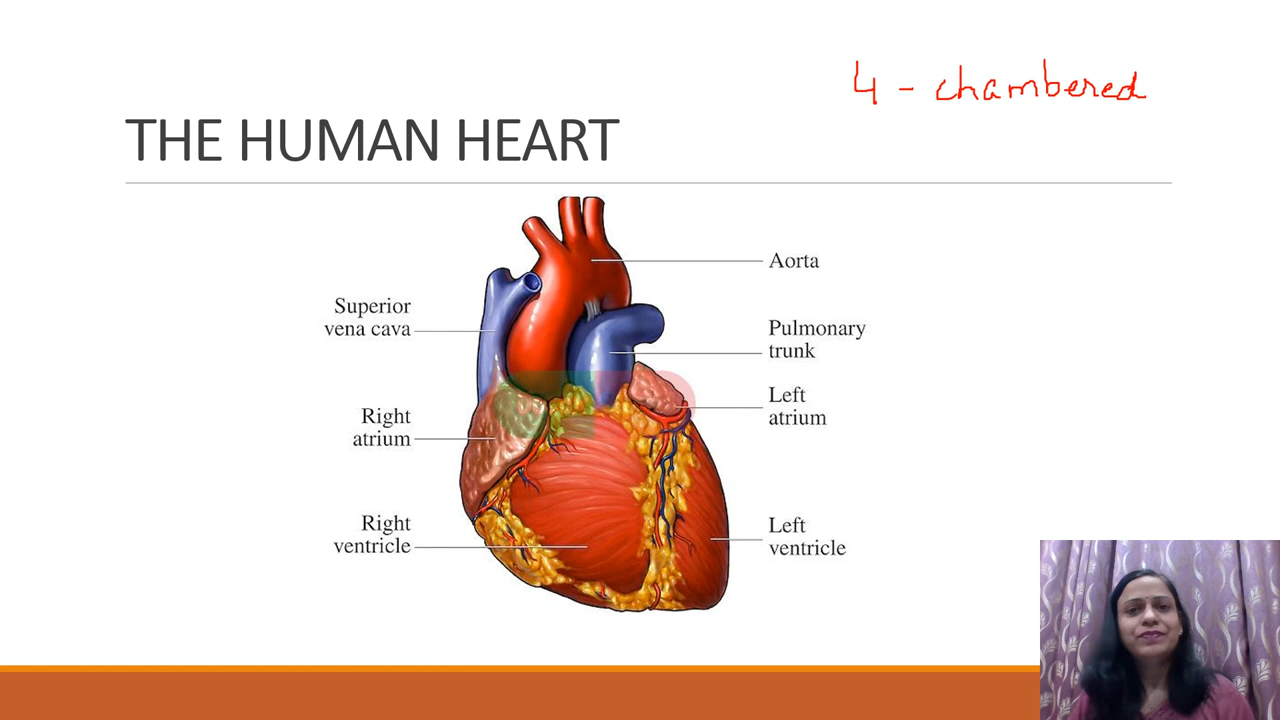 4 - chambered
THE HUMAN HEART
Aorta
Superior
vena cava
Pulmonary
trunk
Left
atrium
Right
atrium
Right
ventricle
Left
ventricle